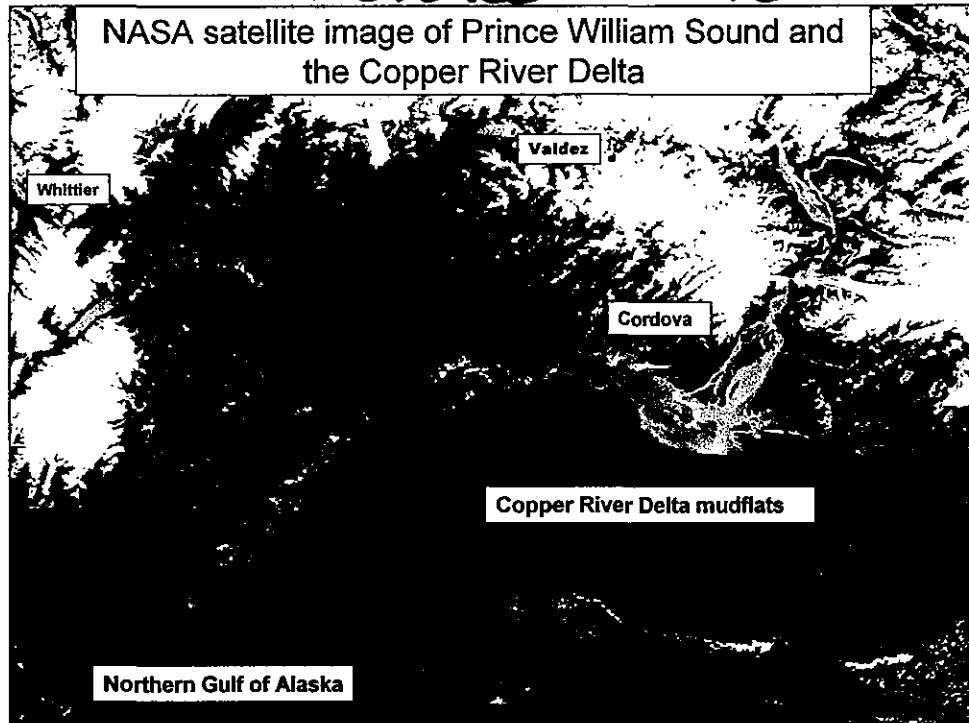 NASA satellite image of Prince William Sound and
the Copper River Delta
Valdez
Whittier
Cordova
Copper River Delta mudflats
Northern Gulf of Alaska